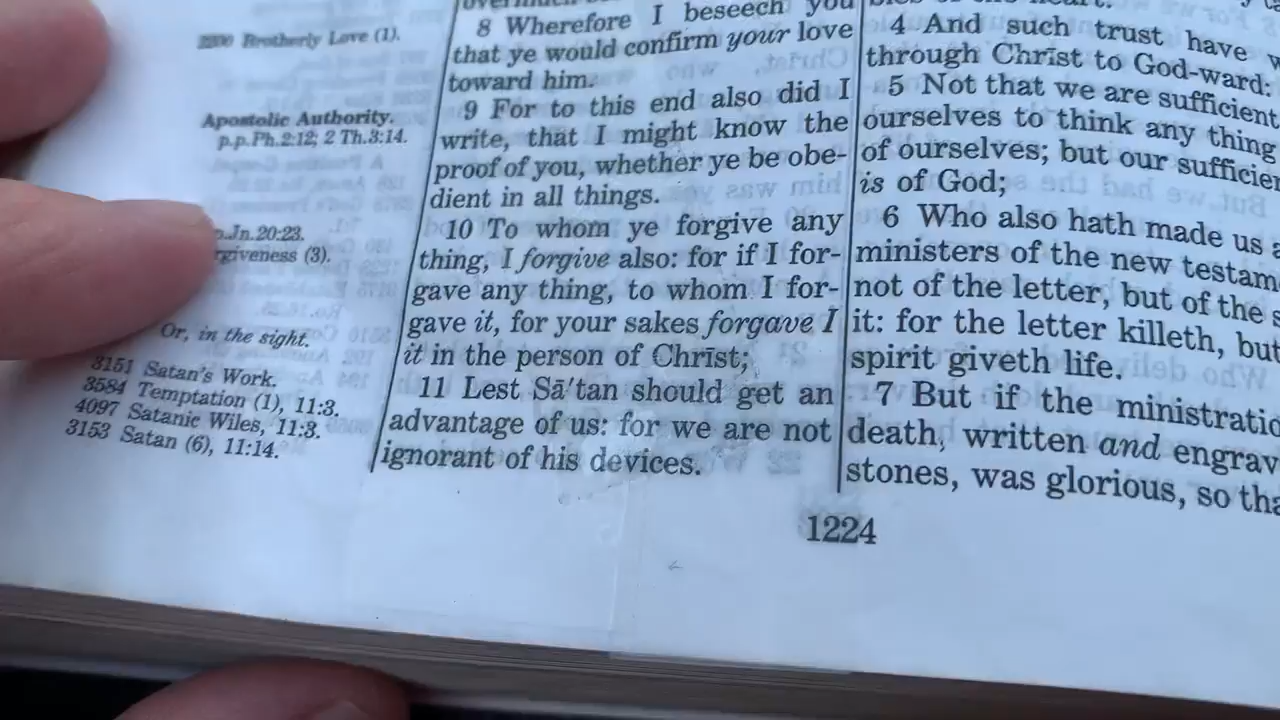 2200 Brotherly Love (1).
Apostolic Authority.
p.p.Ph.2:12; 2 Th.3:14.
.Jn.20:23.
rgiveness (3).
Or, in the sight.
3151 Satan's Work.
3584 Temptation (1), 11:3.
4097 Satanic Wiles, 11:3.
3153 Satan (6), 11:14.
8 Wherefore I beseech you
that ye would confirm your love
toward him.
9 For to this end also did I
write, that I might know the
proof of you, whether ye be obe-
dient in all things.
10 To whom ye forgive any
thing, I forgive also: for if I for-
gave any thing, to whom I for-
gave it, for your sakes forgave I
it in the person of Chrīst;
11 Lest Sā'tan should get an
advantage of us: for we are not
ignorant of his devices.
4 And such trust have
through Chrīst to God-ward:
5 Not that we are sufficient
ourselves to think any thing
of ourselves; but our sufficien
is of God;
6 Who also hath made us a
ministers of the new testam
not of the letter, but of the s
it: for the letter killeth, but
spirit giveth life.
7 But if the ministratio
death, written and engrav
stones, was glorious, so tha
1224